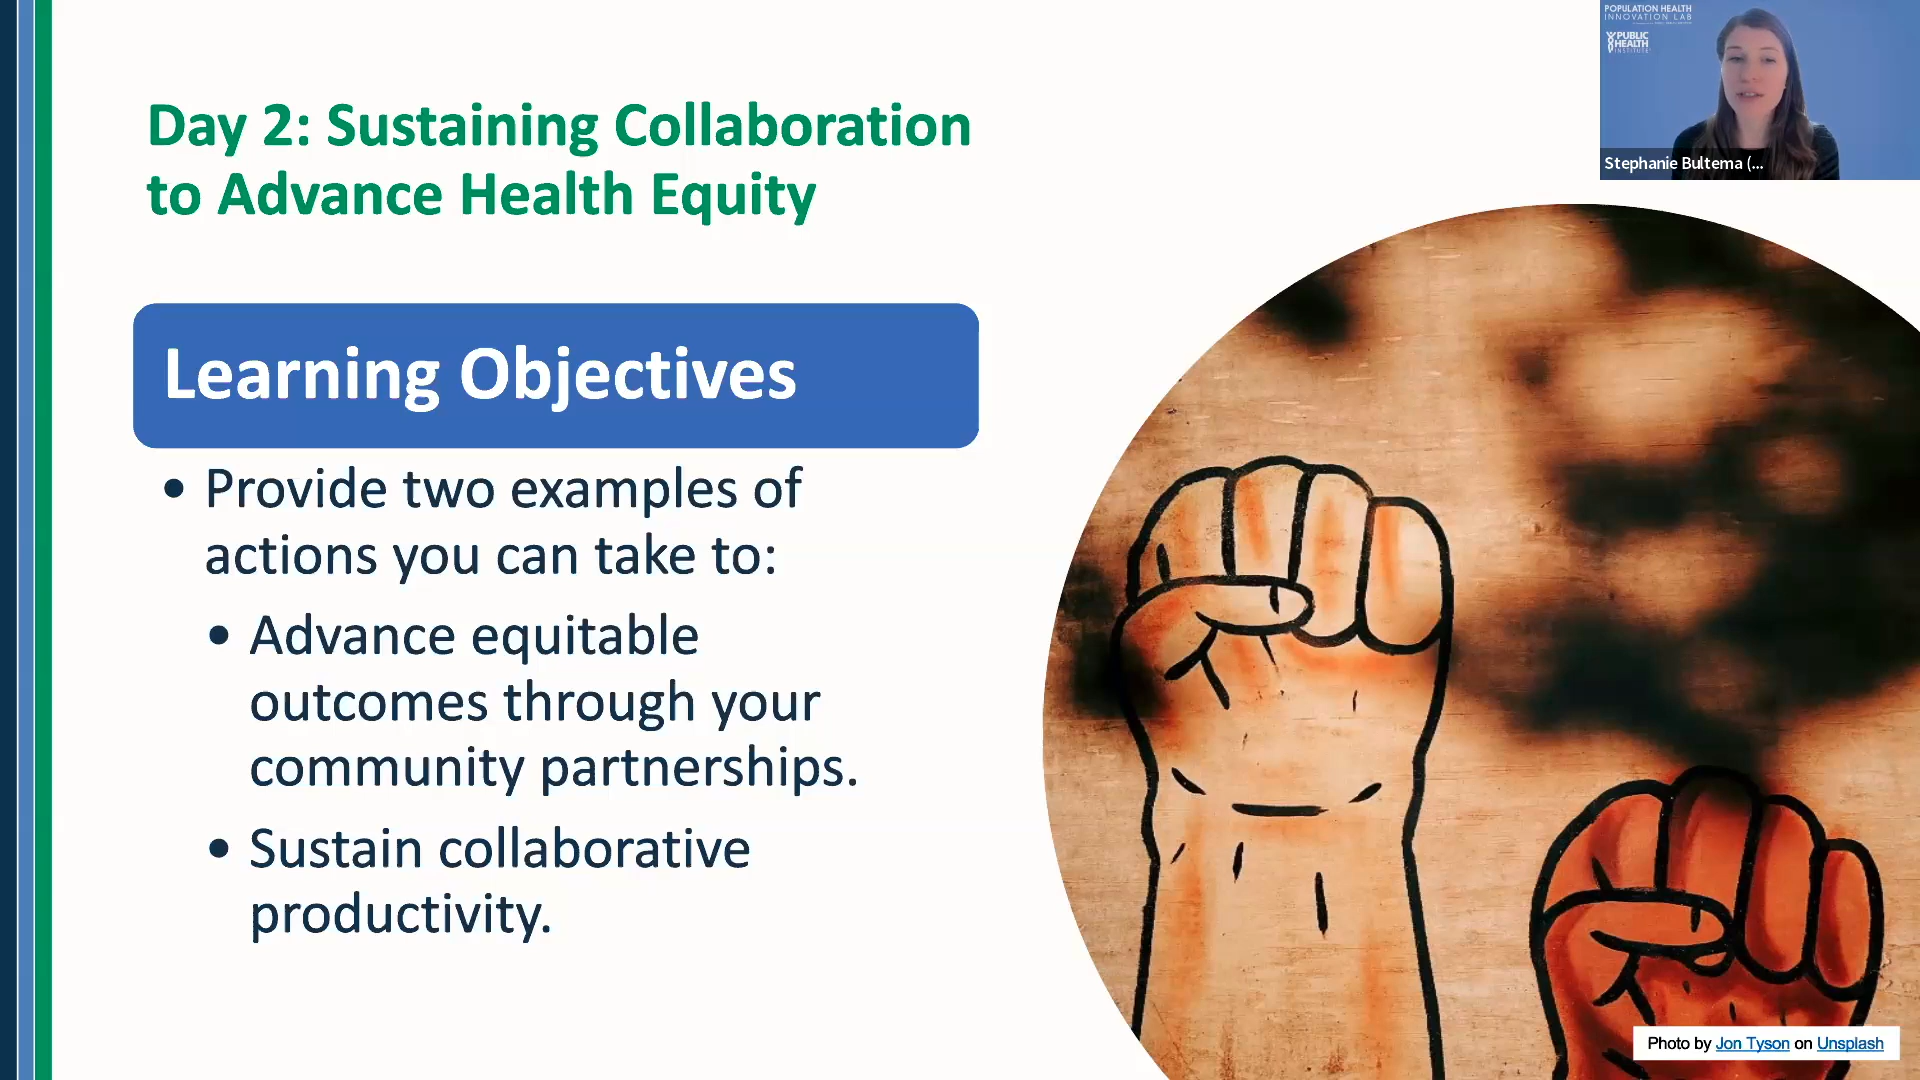 POPULATION HEALTH
INNOVATION LAB
PUBLIC
HEALTH
INSTITUTE
Stephanie Bultema (...
Day 2: Sustaining Collaboration
to Advance Health Equity
Learning Objectives
• Provide two examples of
actions you can take to:
• Advance equitable
outcomes through your
community partnerships.
• Sustain collaborative
productivity.
Photo by Jon Tyson on Unsplash